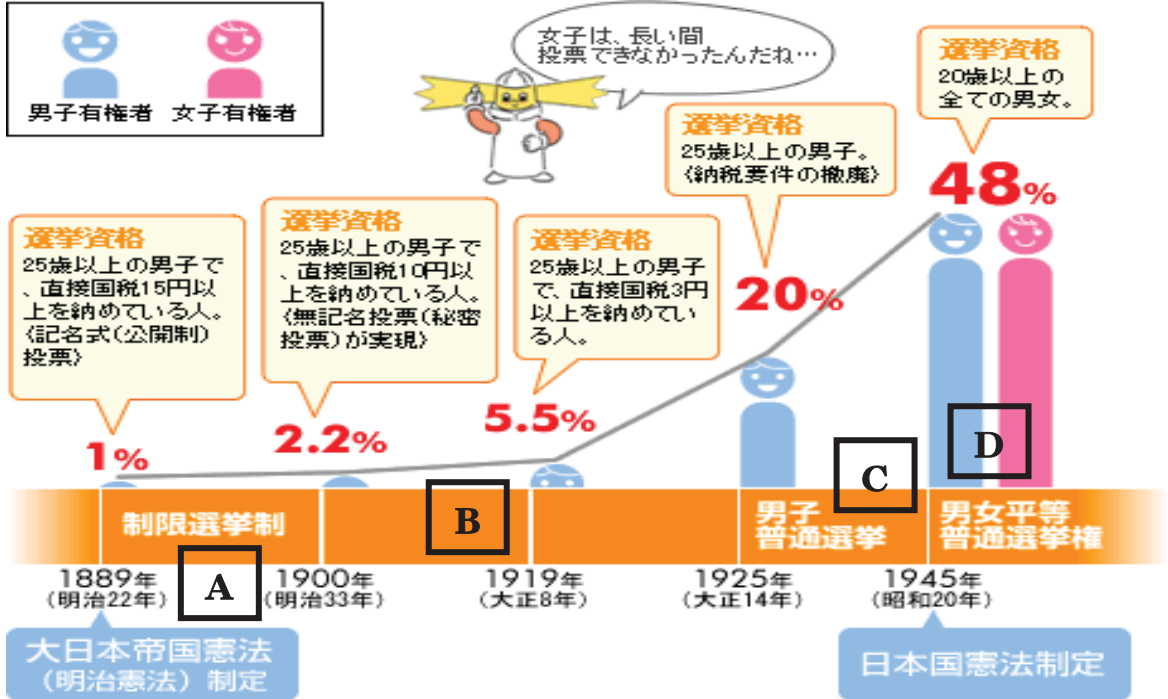 男子有権者 女子有権者
女子は、長い間
投票できなかったんだね…
選挙資格
20歳以上の
全ての男女。
48%
選挙資格
25歳以上の男子。
〈納税要件の撤廃〉
20%
選挙資格
25歳以上の男子で
、直接国税15円以
上を納めている人。
〈記名式(公開制)
投票〉
1%
選挙資格
25歳以上の男子で
、直接国税10円以
上を納めている人。
〈無記名投票(秘密
投票)が実現〉
2.2%
選挙資格
25歳以上の男子
で、直接国税3円
以上を納めてい
る人。
5.5%
制限選挙制
男子
普通選挙
男女平等
普通選挙権
A
B
C
D
1889年
(明治22年)
1900年
(明治33年)
1919年
(大正8年)
1925年
(大正14年)
1945年
(昭和20年)
大日本帝国憲法
(明治憲法)制定
日本国憲法制定